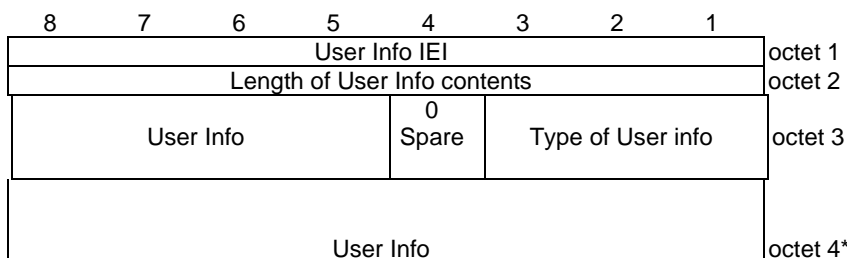 8 7 6 5 4 3 2 1
User Info IEI octet 1
Length of User Info contents octet 2
0
User Info Spare Type of User info octet 3
User Info octet 4*